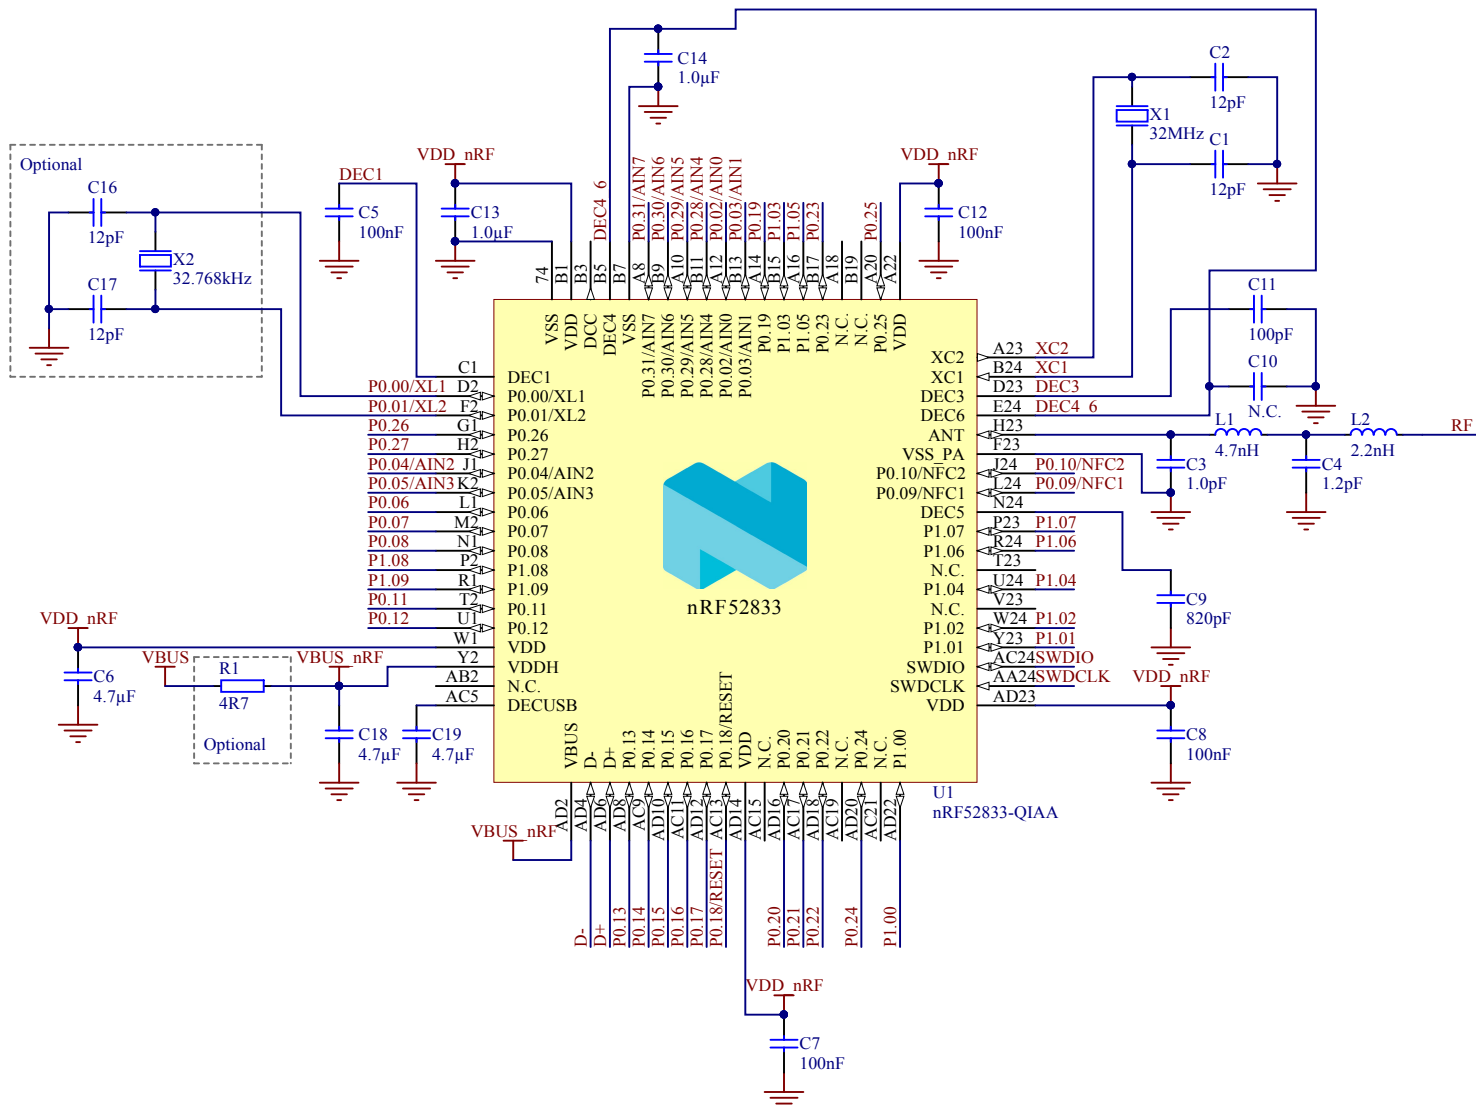 C14
1.0µF
C2
12pF
X1
32MHz
C1
12pF
Optional
C16
12pF
X2
32.768kHz
C17
12pF
DEC1
C5
100nF
VDD_nRF
C13
1.0µF
DEC4_6
P0.31/AIN7
P0.30/AIN6
P0.29/AIN5
P0.28/AIN4
P0.02/AIN0
P0.03/AIN1
P0.19
P1.03
P1.05
P0.23
P0.25
VDD_nRF
C12
100nF
74
B1
B3
B5
B7
A8
B9
A10
B11
A12
B13
A14
B15
A16
B17
A18
B19
A20
A22
VSS
VDD
DCC
DEC4
VSS
P0.31/AIN7
P0.30/AIN6
P0.29/AIN5
P0.28/AIN4
P0.02/AIN0
P0.03/AIN1
P0.19
P1.03
P1.05
P0.23
N.C.
N.C.
P0.25
VDD
C11
100pF
C10
N.C.
C1 DEC1
P0.00/XL1 D2 P0.00/XL1
P0.01/XL2 F2 P0.01/XL2
P0.26 G1 P0.26
P0.27 H2 P0.27
P0.04/AIN2 J1 P0.04/AIN2
P0.05/AIN3 K2 P0.05/AIN3
P0.06 L1 P0.06
P0.07 M2 P0.07
P0.08 N1 P0.08
P1.08 P2 P1.08
P1.09 R1 P1.09
P0.11 T2 P0.11
P0.12 U1 P0.12
W1 VDD
Y2 VDDH
AB2 N.C.
AC5 DECUSB
XC2 A23 XC2
XC1 B24 XC1
DEC3 D23 DEC3
DEC6 E24 DEC4_6
ANT H23
VSS_PA F23
P0.10/NFC2 J24 P0.10/NFC2
P0.09/NFC1 L24 P0.09/NFC1
DEC5 N24
P1.07 P23 P1.07
P1.06 R24 P1.06
N.C. T23
P1.04 U24 P1.04
N.C. V23
P1.02 W24 P1.02
P1.01 Y23 P1.01
SWDIO AC24 SWDIO
SWDCLK AA24 SWDCLK
VDD AD23
L1
4.7nH
L2
2.2nH
RF
C3
1.0pF
C4
1.2pF
C9
820pF
VDD_nRF
C8
100nF
nRF52833
VDD_nRF
C6
4.7µF
VBUS
R1
4R7
Optional
VBUS_nRF
C18
4.7µF
C19
4.7µF
VBUS
D-
D+
P0.13
P0.14
P0.15
P0.16
P0.17
P0.18/RESET
VDD
N.C.
P0.20
P0.21
P0.22
N.C.
P0.24
N.C.
P1.00
U1
nRF52833-QIAA
AD2
AD4
AD6
AD8
AC9
AD10
AC11
AD12
AC13
AD14
AC15
AD16
AC17
AD18
AC19
AD20
AC21
AD22
VBUS_nRF
D-
D+
P0.13
P0.14
P0.15
P0.16
P0.17
P0.18/RESET
P0.20
P0.21
P0.22
P0.24
P1.00
VDD_nRF
C7
100nF